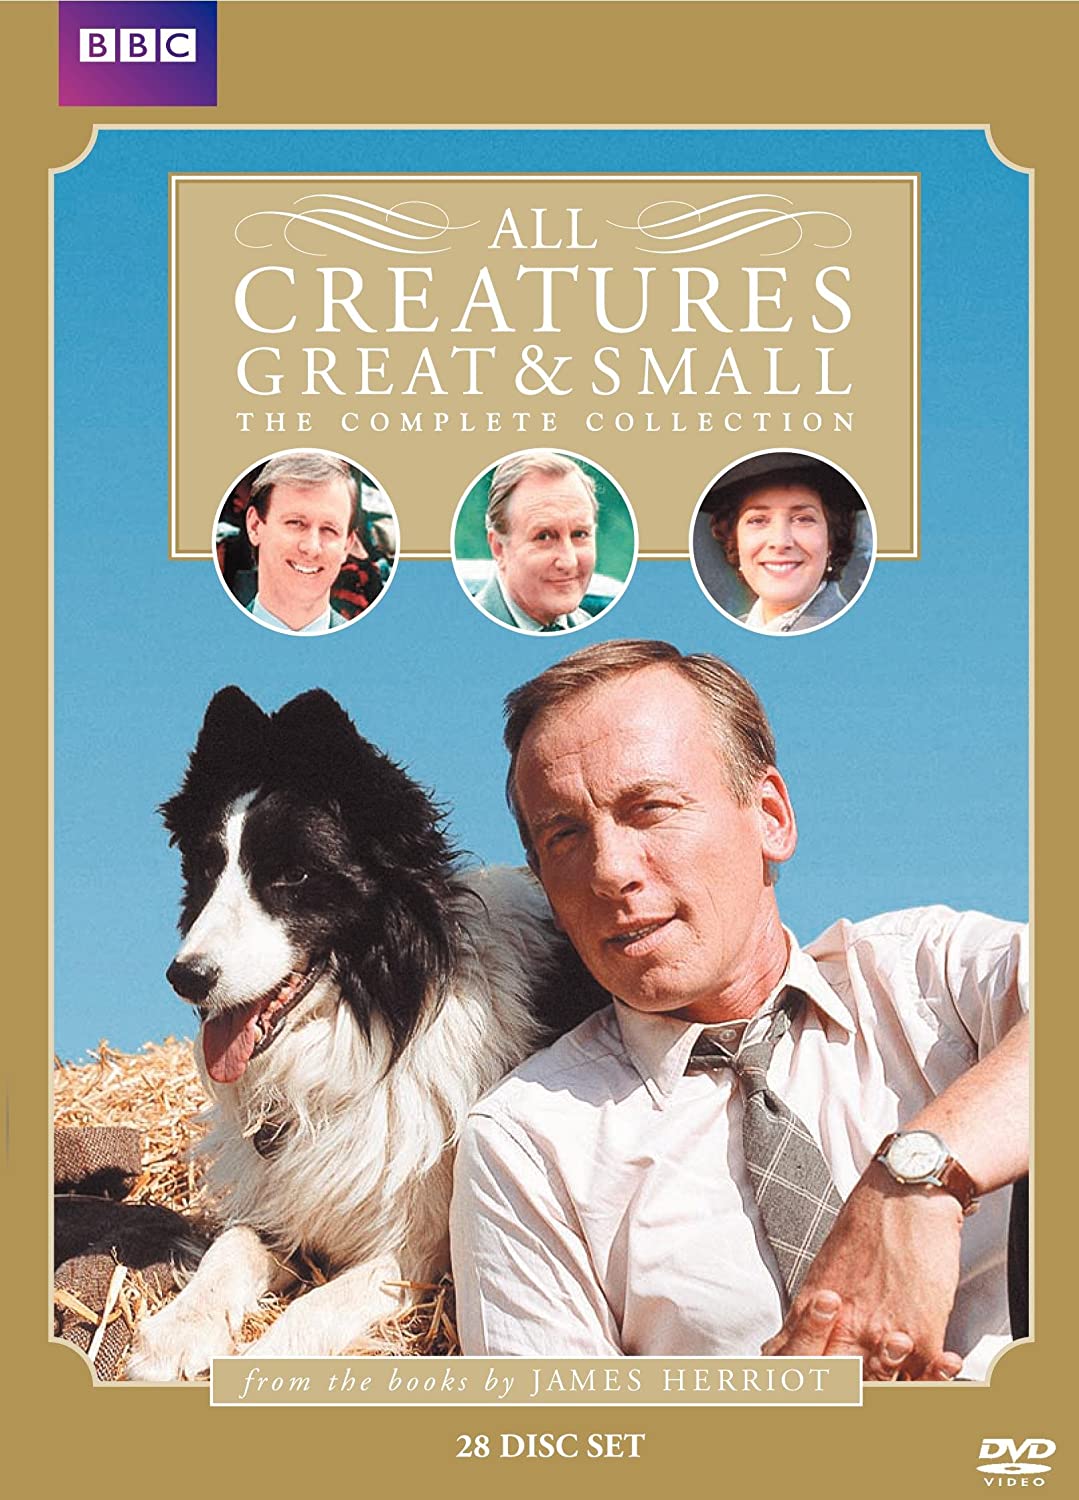 BBC
ALL
CREATURES
GREAT & SMALL
THE COMPLETE COLLECTION
from the books by JAMES HERRIOT
28 DISC SET
DVD
VIDEO